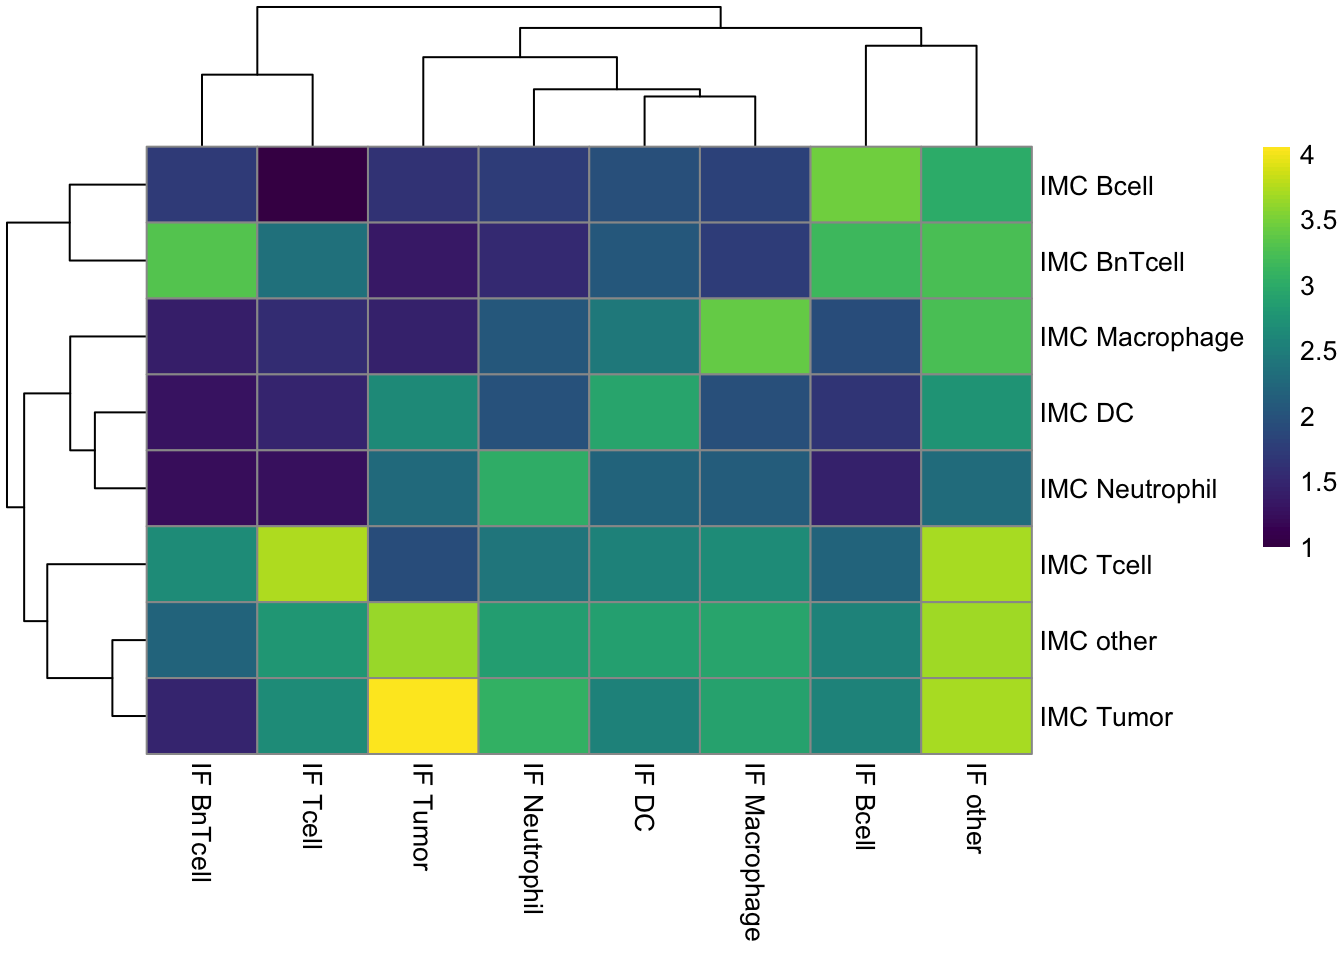 IMC Bcell
IMC BnTcell
IMC Macrophage
IMC DC
IMC Neutrophil
IMC Tcell
IMC other
IMC Tumor
IF BnTcell
IF Tcell
IF Tumor
IF Neutrophil
IF DC
IF Macrophage
IF Bcell
IF other
4
3.5
3
2.5
2
1.5
1